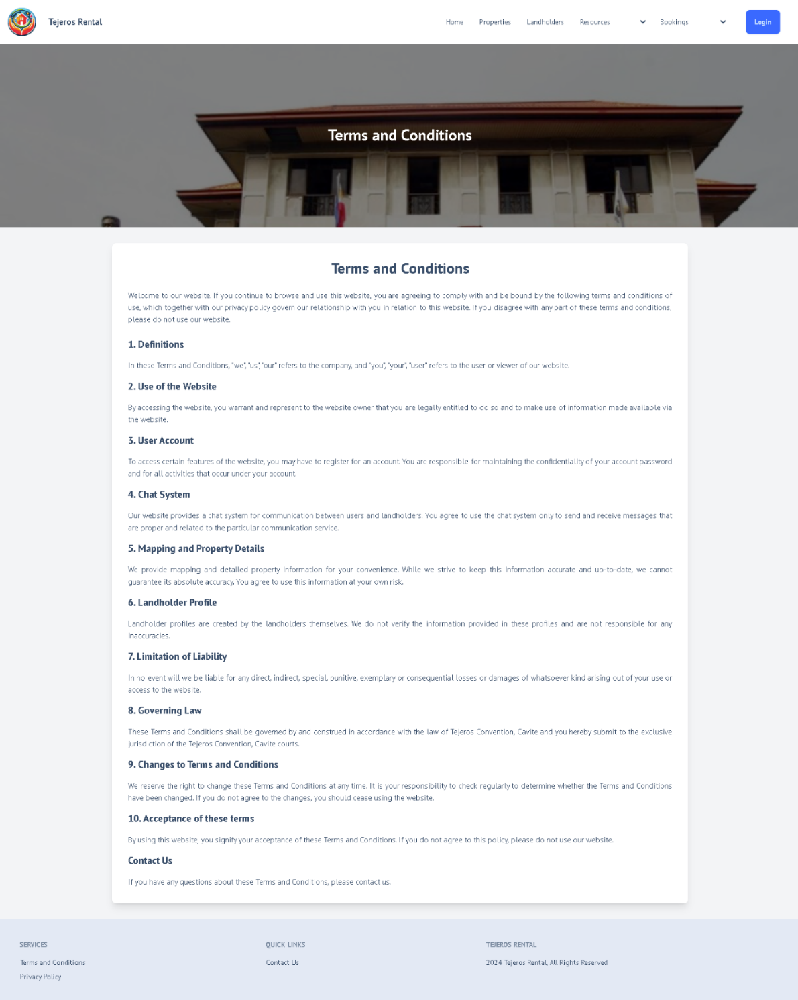 Tejeros Rental
Home
Properties
Landholders
Resources
Bookings
Login
Terms and Conditions
Terms and Conditions
Welcome to our website. If you continue to browse and use this website, you are agreeing to comply with and be bound by the following terms and conditions of
use, which together with our privacy policy govern our relationship with you in relation to this website. If you disagree with any part of these terms and conditions,
please do not use our website.
1. Definitions
In these Terms and Conditions, "we", "us", "our" refers to the company, and "you", "your", "user" refers to the user or viewer of our website.
2. Use of the Website
By accessing the website, you warrant and represent to the website owner that you are legally entitled to do so and to make use of information made available via
the website.
3. User Account
To access certain features of the website, you may have to register for an account. You are responsible for maintaining the confidentiality of your account password
and for all activities that occur under your account.
4. Chat System
Our website provides a chat system for communication between users and landholders. You agree to use the chat system only to send and receive messages that
are proper and related to the particular communication service.
5. Mapping and Property Details
We provide mapping and detailed property information for your convenience. While we strive to keep this information accurate and up-to-date, we cannot
guarantee its absolute accuracy. You agree to use this information at your own risk.
6. Landholder Profile
Landholder profiles are created by the landholders themselves. We do not verify the information provided in these profiles and are not responsible for any
inaccuracies.
7. Limitation of Liability
In no event will we be liable for any direct, indirect, special, punitive, exemplary or consequential losses or damages of whatsoever kind arising out of your use or
access to the website.
8. Governing Law
These Terms and Conditions shall be governed by and construed in accordance with the law of Tejeros Convention, Cavite and you hereby submit to the exclusive
jurisdiction of the Tejeros Convention, Cavite courts.
9. Changes to Terms and Conditions
We reserve the right to change these Terms and Conditions at any time. It is your responsibility to check regularly to determine whether the Terms and Conditions
have been changed. If you do not agree to the changes, you should cease using the website.
10. Acceptance of these terms
By using this website, you signify your acceptance of these Terms and Conditions. If you do not agree to this policy, please do not use our website.
Contact Us
If you have any questions about these Terms and Conditions, please contact us.
SERVICES
Terms and Conditions
Privacy Policy
QUICK LINKS
Contact Us
TEJEROS RENTAL
2024 Tejeros Rental, All Rights Reserved